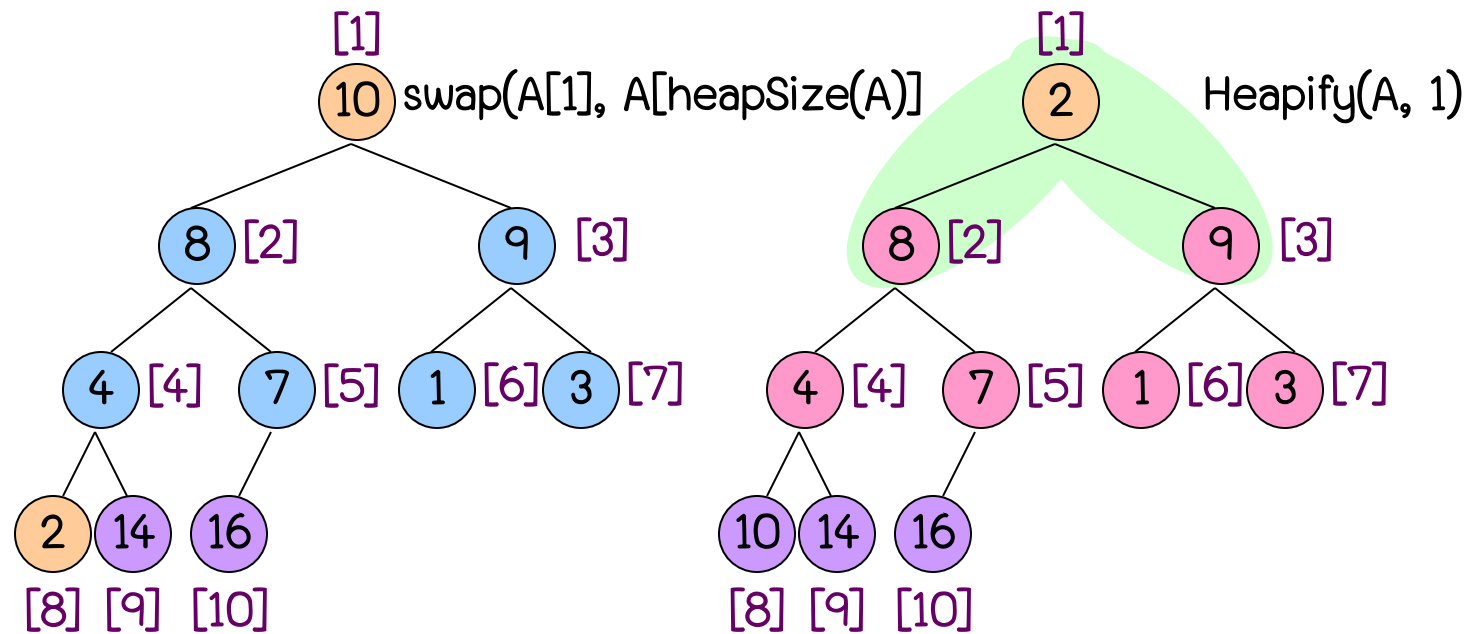 [1] [1]
10 swap(A[1], A[heapSize(A)] 2 Heapify(A, 1)
8 [2] 9 [3] 8 [2] 9 [3]
4 [4] 7 [5] 1 [6] 3 [7] 4 [4] 7 [5] 1 [6] 3 [7]
2 14 16 10 14 16
[8] [9] [10] [8] [9] [10]